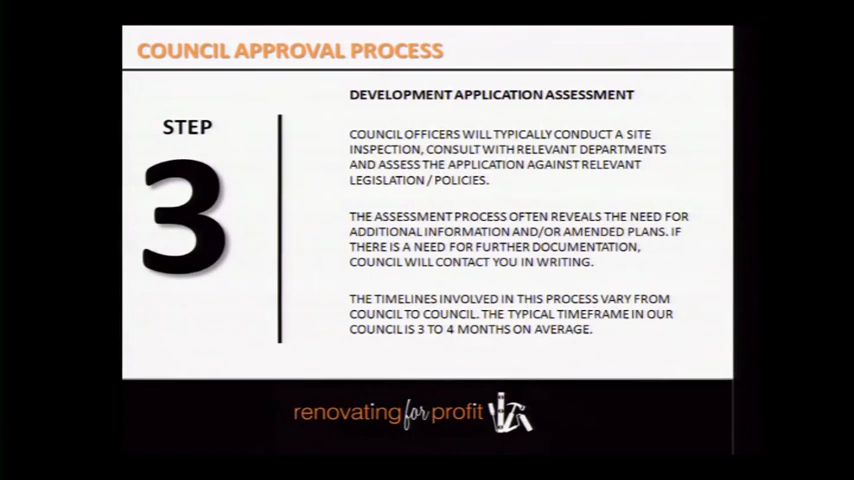 COUNCIL APPROVAL PROCESS
STEP
3
DEVELOPMENT APPLICATION ASSESSMENT
COUNCIL OFFICERS WILL TYPICALLY CONDUCT A SITE
INSPECTION, CONSULT WITH RELEVANT DEPARTMENTS
AND ASSESS THE APPLICATION AGAINST RELEVANT
LEGISLATION / POLICIES.
THE ASSESSMENT PROCESS OFTEN REVEALS THE NEED FOR
ADDITIONAL INFORMATION AND/OR AMENDED PLANS. IF
THERE IS A NEED FOR FURTHER DOCUMENTATION,
COUNCIL WILL CONTACT YOU IN WRITING.
THE TIMELINES INVOLVED IN THIS PROCESS VARY FROM
COUNCIL TO COUNCIL. THE TYPICAL TIMEFRAME IN OUR
COUNCIL IS 3 TO 4 MONTHS ON AVERAGE.
renovating for profit